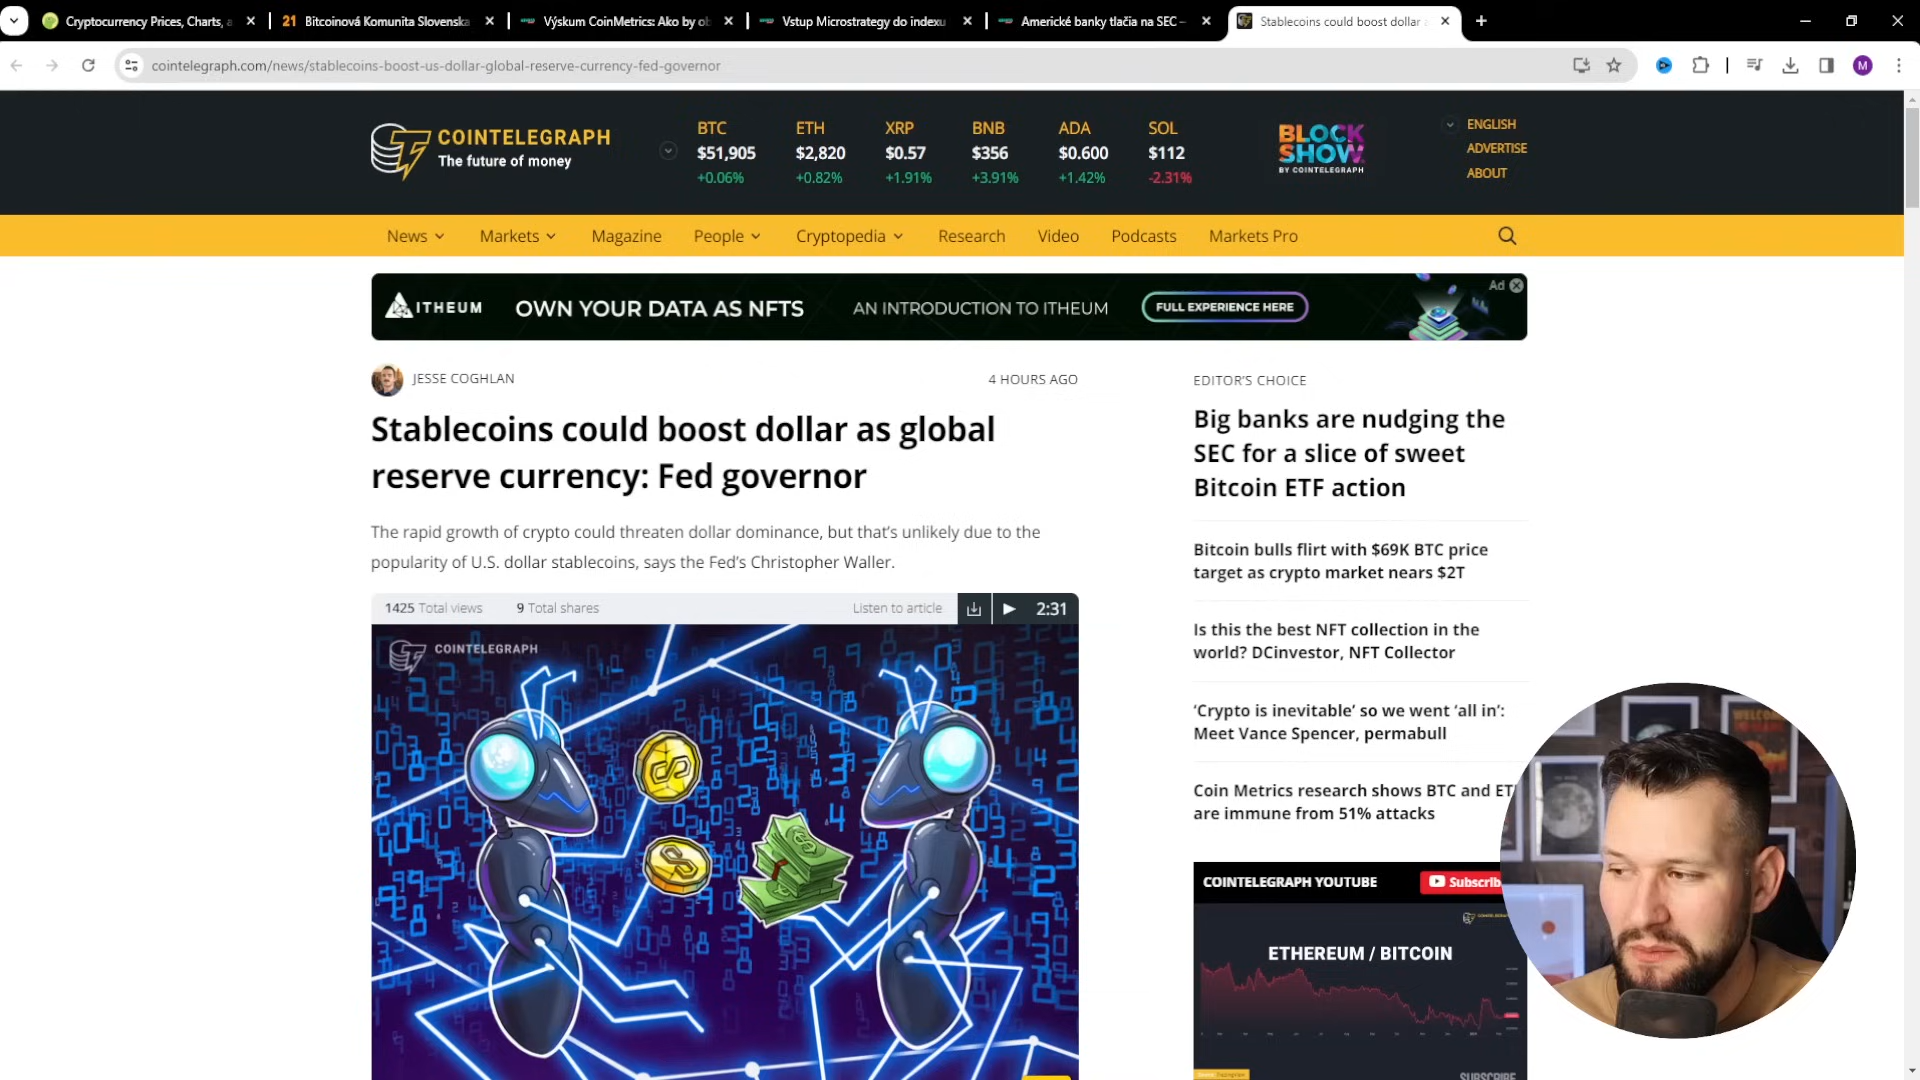 Cryptocurrency Prices, Charts, a
21 Bitcoinová Komunita Slovenska
Výskum CoinMetrics: Ako by ob
Vstup Microstrategy do indexu
Americké banky tlačia na SEC –
Stablecoins could boost dollar a
cointelegraph.com/news/stablecoins-boost-us-dollar-global-reserve-currency-fed-governor
M
COINTELEGRAPH
The future of money
BTC ETH XRP BNB ADA SOL
$51,905 $2,820 $0.57 $356 $0.600 $112
+0.06% +0.82% +1.91% +3.91% +1.42% -2.31%
BLOCK
SHOW
BY COINTELEGRAPH
ENGLISH
ADVERTISE
ABOUT
News Markets Magazine People Cryptopedia Research Video Podcasts Markets Pro
ITHEUM OWN YOUR DATA AS NFTS AN INTRODUCTION TO ITHEUM FULL EXPERIENCE HERE Ad
JESSE COGHLAN 4 HOURS AGO
Stablecoins could boost dollar as global
reserve currency: Fed governor
The rapid growth of crypto could threaten dollar dominance, but that's unlikely due to the
popularity of U.S. dollar stablecoins, says the Fed's Christopher Waller.
1425 Total views 9 Total shares Listen to article 2:31
COINTELEGRAPH
EDITOR'S CHOICE
Big banks are nudging the
SEC for a slice of sweet
Bitcoin ETF action
Bitcoin bulls flirt with $69K BTC price
target as crypto market nears $2T
Is this the best NFT collection in the
world? DCinvestor, NFT Collector
‘Crypto is inevitable’ so we went ‘all in’:
Meet Vance Spencer, permabull
Coin Metrics research shows BTC and ET
are immune from 51% attacks
COINTELEGRAPH YOUTUBE Subscrib
ETHEREUM / BITCOIN
SUBSCRIBE